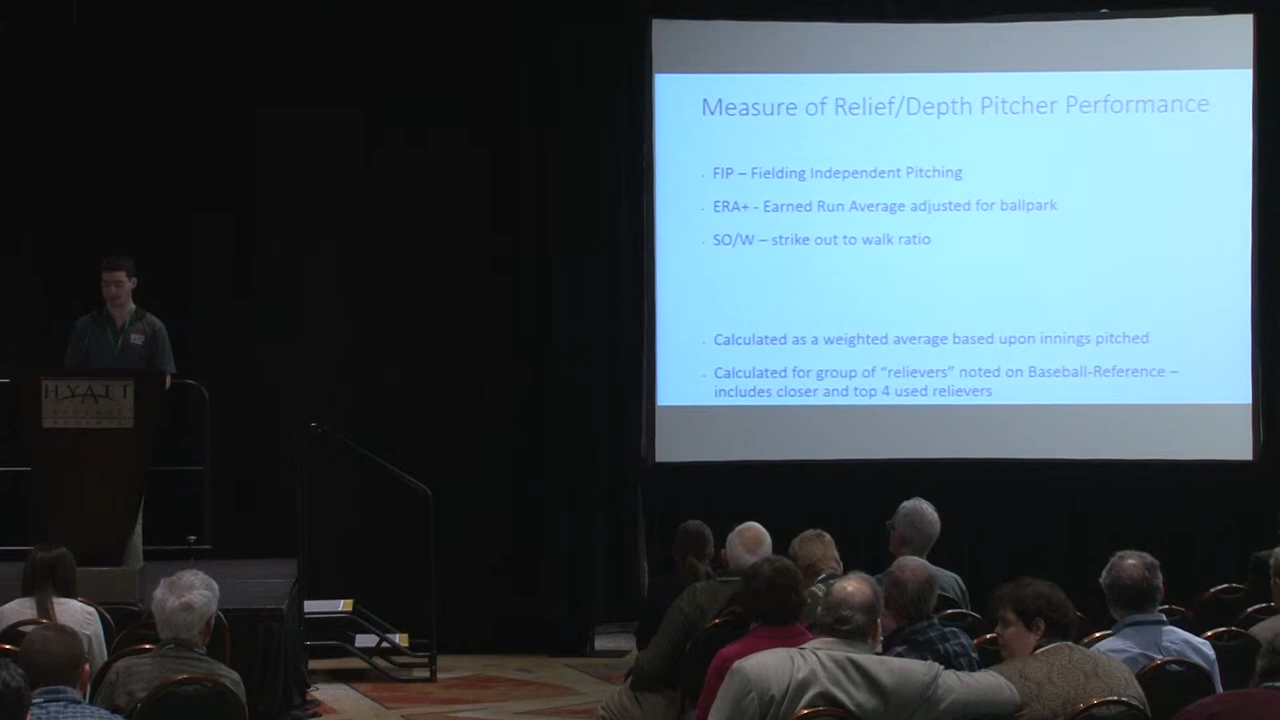 Measure of Relief/Depth Pitcher Performance
· FIP – Fielding Independent Pitching
· ERA+ - Earned Run Average adjusted for ballpark
· SO/W – strike out to walk ratio
· Calculated as a weighted average based upon innings pitched
· Calculated for group of “relievers” noted on Baseball-Reference –
includes closer and top 4 used relievers
HYATT